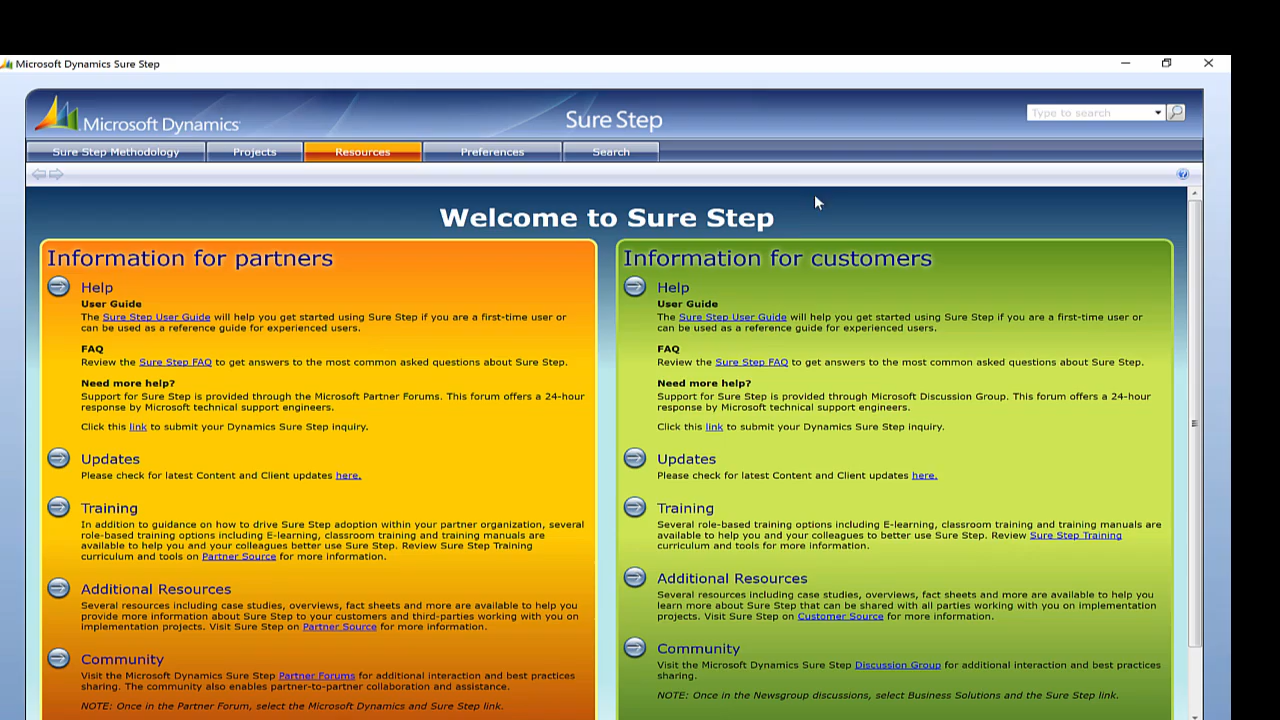 Microsoft Dynamics Sure Step
Microsoft Dynamics
Sure Step
Type to search
Sure Step Methodology
Projects
Resources
Preferences
Search
Welcome to Sure Step
Information for partners
Help
User Guide
The Sure Step User Guide will help you get started using Sure Step if you are a first-time user or
can be used as a reference guide for experienced users.
FAQ
Review the Sure Step FAQ to get answers to the most common asked questions about Sure Step.
Need more help?
Support for Sure Step is provided through the Microsoft Partner Forums. This forum offers a 24-hour
response by Microsoft technical support engineers.
Click this link to submit your Dynamics Sure Step inquiry.
Updates
Please check for latest Content and Client updates here.
Training
In addition to guidance on how to drive Sure Step adoption within your partner organization, several
role-based training options including E-learning, classroom training and training manuals are
available to help you and your colleagues better use Sure Step. Review Sure Step Training
curriculum and tools on Partner Source for more information.
Additional Resources
Several resources including case studies, overviews, fact sheets and more are available to help you
provide more information about Sure Step to your customers and third-parties working with you on
implementation projects. Visit Sure Step on Partner Source for more information.
Community
Visit the Microsoft Dynamics Sure Step Partner Forums for additional interaction and best practices
sharing. The community also enables partner-to-partner collaboration and assistance.
NOTE: Once in the Partner Forum, select the Microsoft Dynamics and Sure Step link.
Information for customers
Help
User Guide
The Sure Step User Guide will help you get started using Sure Step if you are a first-time user or
can be used as a reference guide for experienced users.
FAQ
Review the Sure Step FAQ to get answers to the most common asked questions about Sure Step.
Need more help?
Support for Sure Step is provided through Microsoft Discussion Group. This forum offers a 24-hour
response by Microsoft technical support engineers.
Click this link to submit your Dynamics Sure Step inquiry.
Updates
Please check for latest Content and Client updates here.
Training
Several role-based training options including E-learning, classroom training and training manuals are
available to help you and your colleagues to better use Sure Step. Review Sure Step Training
curriculum and tools for more information.
Additional Resources
Several resources including case studies, overviews, fact sheets and more are available to help you
learn more about Sure Step that can be shared with all parties working with you on implementation
projects. Visit Sure Step on Customer Source for more information.
Community
Visit the Microsoft Dynamics Sure Step Discussion Group for additional interaction and best practices
sharing.
NOTE: Once in the Newsgroup discussions, select Business Solutions and the Sure Step link.